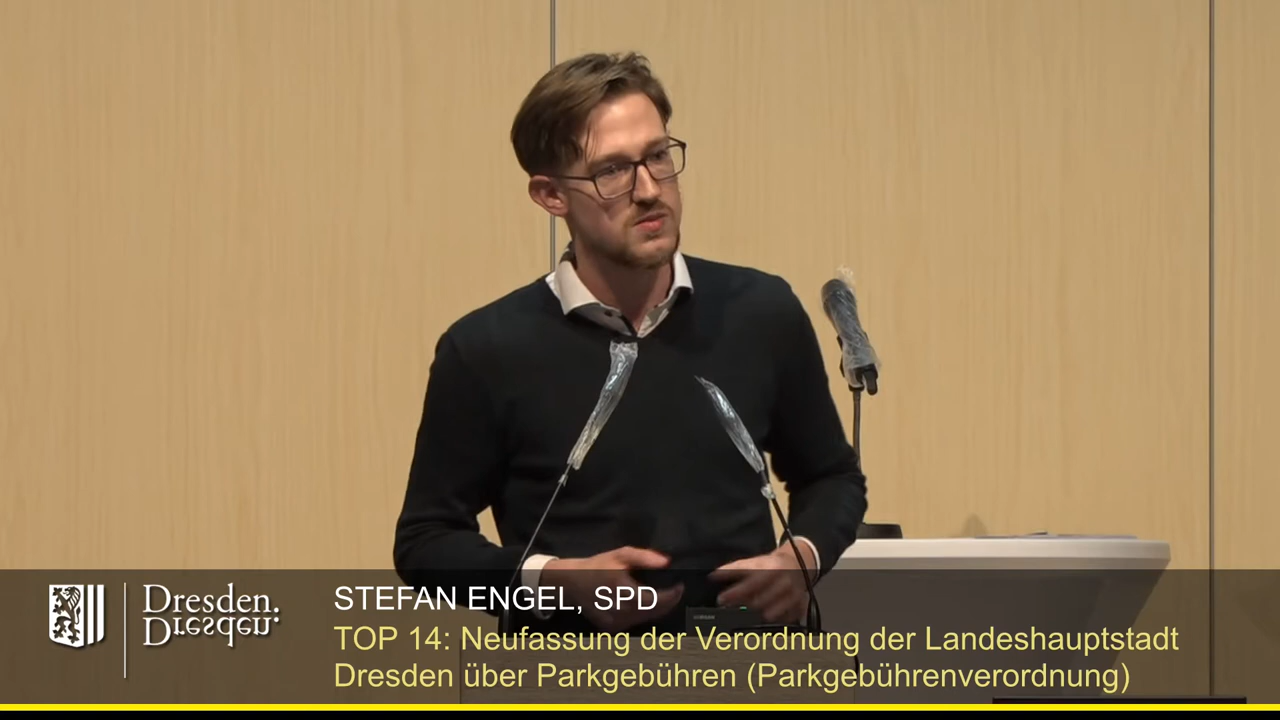 Dresden.
Dresden.
STEFAN ENGEL, SPD
TOP 14: Neufassung der Verordnung der Landeshauptstadt
Dresden über Parkgebühren (Parkgebührenverordnung)